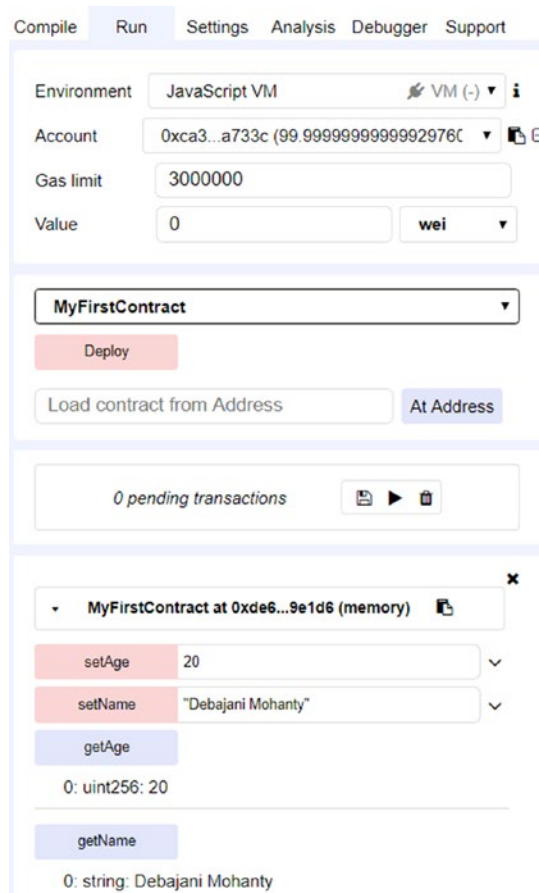 Compile Run Settings Analysis Debugger Support
Environment JavaScript VM VM (-) i
Account 0xca3...a733c (99.999999999992976
Gas limit 3000000
Value 0 wei
MyFirstContract
Deploy
Load contract from Address At Address
0 pending transactions
MyFirstContract at 0xde6...9e1d6 (memory)
setAge 20
setName "Debajani Mohanty"
getAge
0: uint256: 20
getName
0: string: Debajani Mohanty